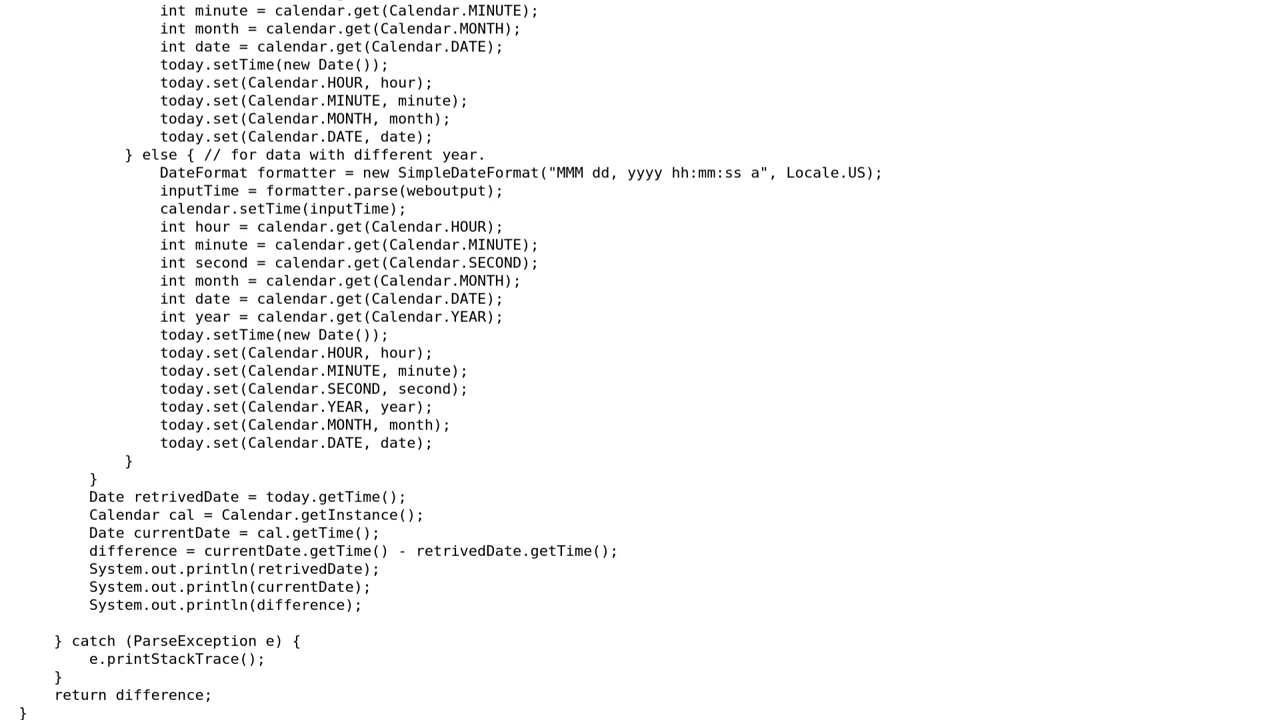 int minute = calendar.get(Calendar.MINUTE);
int month = calendar.get(Calendar.MONTH);
int date = calendar.get(Calendar.DATE);
today.setTime(new Date());
today.set(Calendar.HOUR, hour);
today.set(Calendar.MINUTE, minute);
today.set(Calendar.MONTH, month);
today.set(Calendar.DATE, date);
} else { // for data with different year.
DateFormat formatter = new SimpleDateFormat("MMM dd, yyyy hh:mm:ss a", Locale.US);
inputTime = formatter.parse(weboutput);
calendar.setTime(inputTime);
int hour = calendar.get(Calendar.HOUR);
int minute = calendar.get(Calendar.MINUTE);
int second = calendar.get(Calendar.SECOND);
int month = calendar.get(Calendar.MONTH);
int date = calendar.get(Calendar.DATE);
int year = calendar.get(Calendar.YEAR);
today.setTime(new Date());
today.set(Calendar.HOUR, hour);
today.set(Calendar.MINUTE, minute);
today.set(Calendar.SECOND, second);
today.set(Calendar.YEAR, year);
today.set(Calendar.MONTH, month);
today.set(Calendar.DATE, date);
}
}
Date retrivedDate = today.getTime();
Calendar cal = Calendar.getInstance();
Date currentDate = cal.getTime();
difference = currentDate.getTime() - retrivedDate.getTime();
System.out.println(retrivedDate);
System.out.println(currentDate);
System.out.println(difference);
} catch (ParseException e) {
e.printStackTrace();
}
return difference;
}